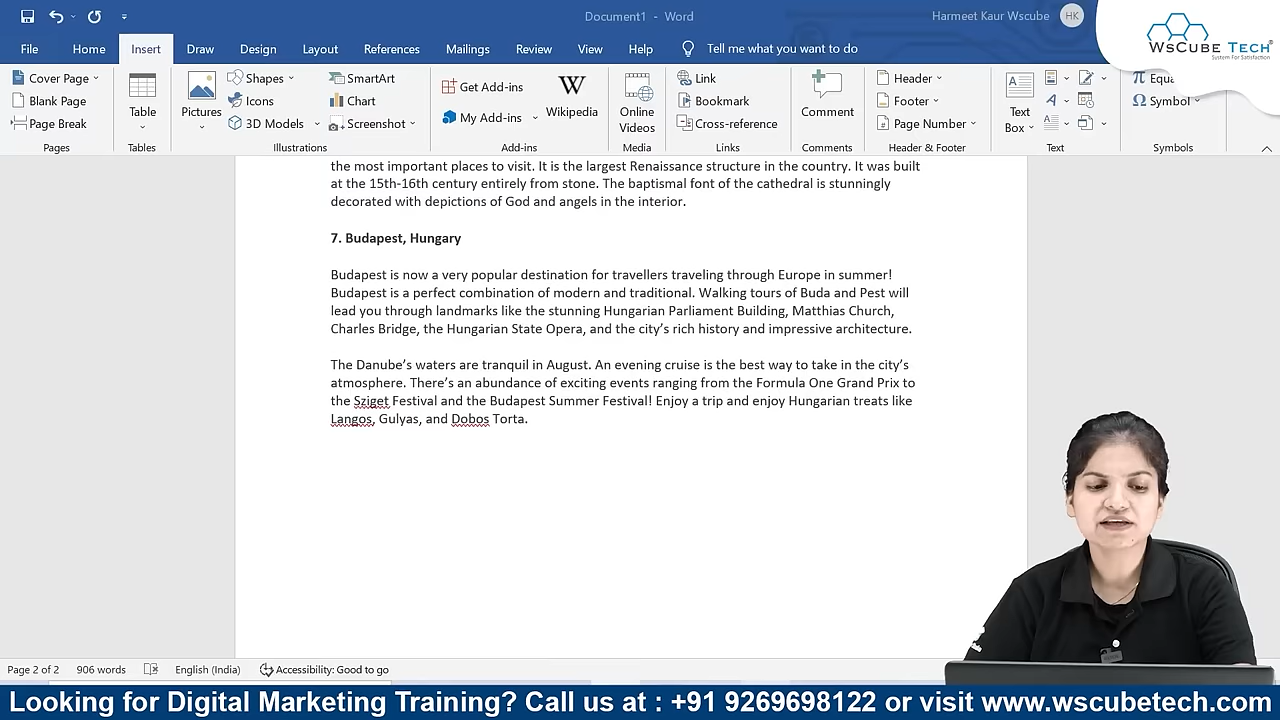 Document1 - Word
Harmeet Kaur Wscube
HK
WsCube Tech®
System For Satisfaction
File Home Insert Draw Design Layout References Mailings Review View Help Tell me what you want to do
Cover Page
Blank Page
Page Break
Pages
Table
Tables
Pictures
Shapes
Icons
3D Models
SmartArt
Chart
Screenshot
Illustrations
Get Add-ins
My Add-ins
Wikipedia
Add-ins
Online
Videos
Media
Link
Bookmark
Cross-reference
Links
Comment
Comments
Header
Footer
Page Number
Header & Footer
Text
Box
Text
Symbol
Symbols
the most important places to visit. It is the largest Renaissance structure in the country. It was built
at the 15th-16th century entirely from stone. The baptismal font of the cathedral is stunningly
decorated with depictions of God and angels in the interior.
7. Budapest, Hungary
Budapest is now a very popular destination for travellers traveling through Europe in summer!
Budapest is a perfect combination of modern and traditional. Walking tours of Buda and Pest will
lead you through landmarks like the stunning Hungarian Parliament Building, Matthias Church,
Charles Bridge, the Hungarian State Opera, and the city’s rich history and impressive architecture.
The Danube’s waters are tranquil in August. An evening cruise is the best way to take in the city’s
atmosphere. There’s an abundance of exciting events ranging from the Formula One Grand Prix to
the Sziget Festival and the Budapest Summer Festival! Enjoy a trip and enjoy Hungarian treats like
Langos, Gulyas, and Dobos Torta.
Page 2 of 2 906 words English (India) Accessibility: Good to go
Looking for Digital Marketing Training? Call us at : +91 9269698122 or visit www.wscubetech.com